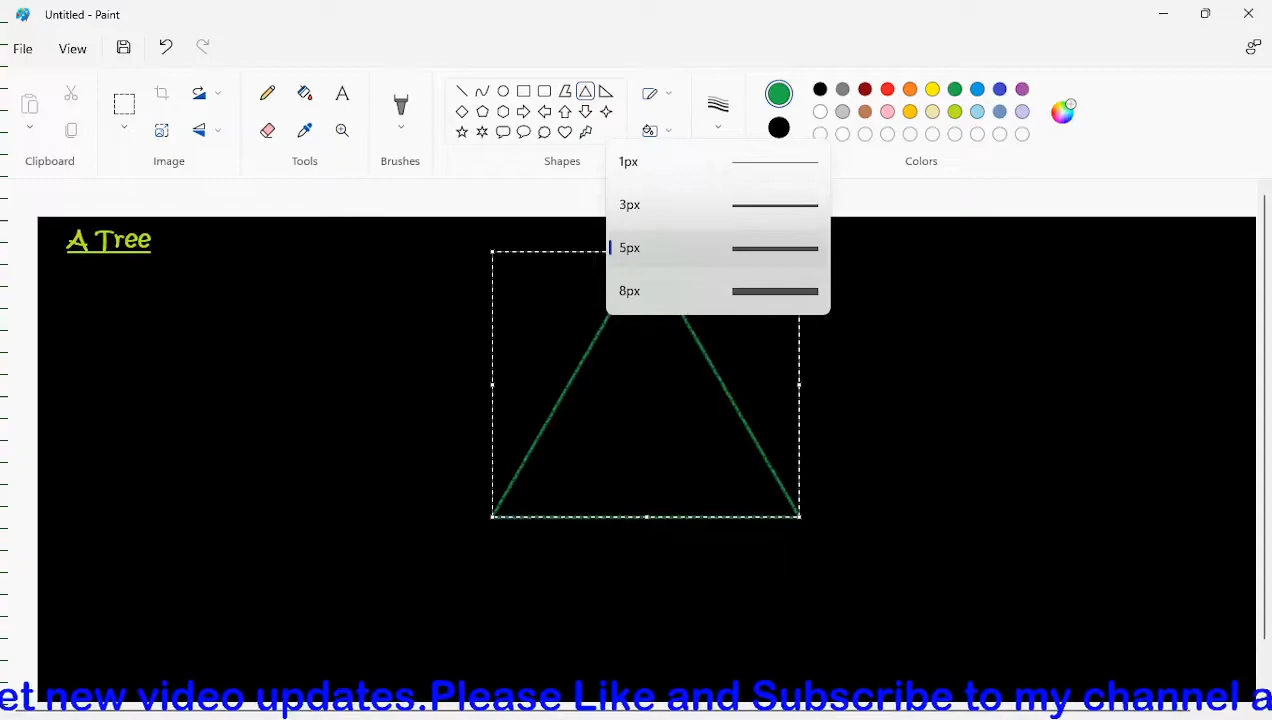 Untitled - Paint
File
View
Clipboard
Image
Tools
Brushes
Shapes
Colors
1px
3px
5px
8px
A Tree
et new video updates.Please Like and Subscribe to my channel a